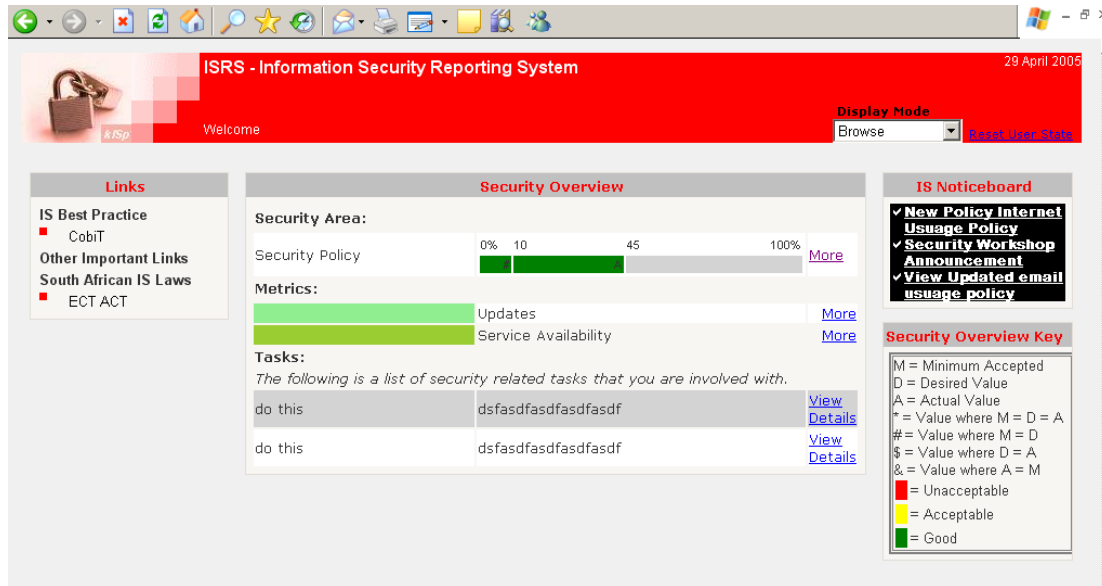 ISRS - Information Security Reporting System
29 April 2005
Display Mode
kISp
Welcome
Browse
Reset User State
Links
IS Best Practice
CobiT
Other Important Links
South African IS Laws
ECT ACT
Security Overview
Security Area:
Security Policy
0% 10 45 100%
More
Metrics:
Updates More
Service Availability More
Tasks:
The following is a list of security related tasks that you are involved with.
do this dsfasdfasdfasdfasdf View
Details
do this dsfasdfasdfasdfasdf View
Details
IS Noticeboard
New Policy Internet
Usuage Policy
Security Workshop
Announcement
View Updated email
usuage policy
Security Overview Key
M = Minimum Accepted
D = Desired Value
A = Actual Value
* = Value where M = D = A
# = Value where M = D
$ = Value where D = A
& = Value where A = M
= Unacceptable
= Acceptable
= Good